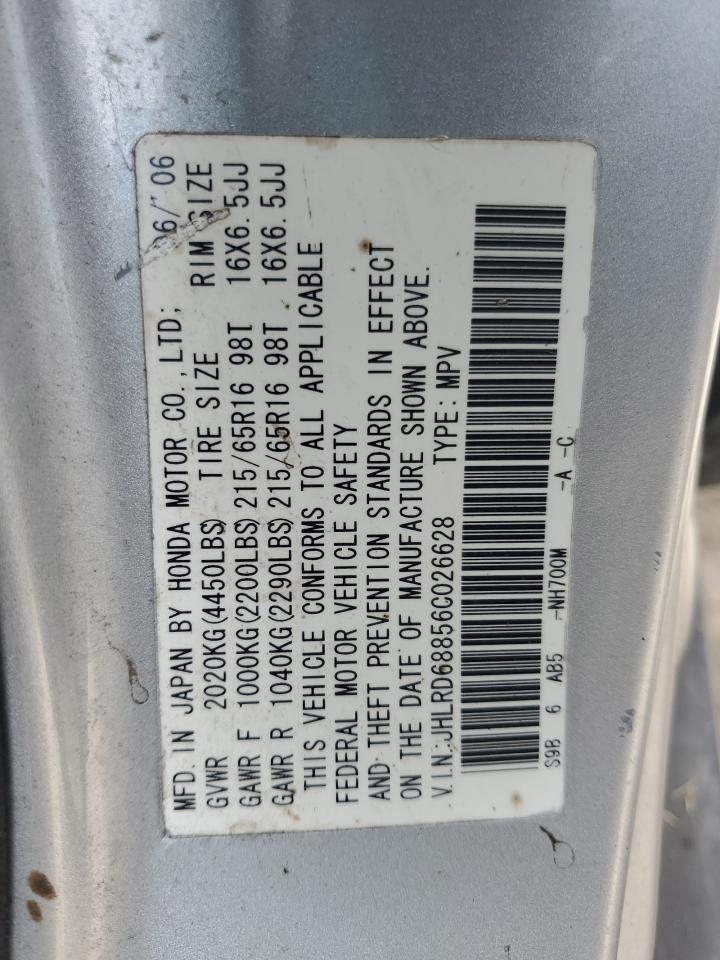 MFD. IN JAPAN BY HONDA MOTOR CO.,LTD; 06/'06
GVWR 2020KG(4450LBS) TIRE SIZE RIM SIZE
GAWR F 1000KG(2200LBS)215/65R16 98T 16X6.5JJ
GAWR R 1040KG(2290LBS)215/65R16 98T 16X6.5JJ
THIS VEHICLE CONFORMS TO ALL APPLICABLE
FEDERAL MOTOR VEHICLE SAFETY
AND THEFT PREVENTION STANDARDS IN EFFECT
ON THE DATE OF MANUFACTURE SHOWN ABOVE.
V.I.N:JHLRD68856C026628 TYPE: MPV
S9B 6 AB5 -NH700M -A -C